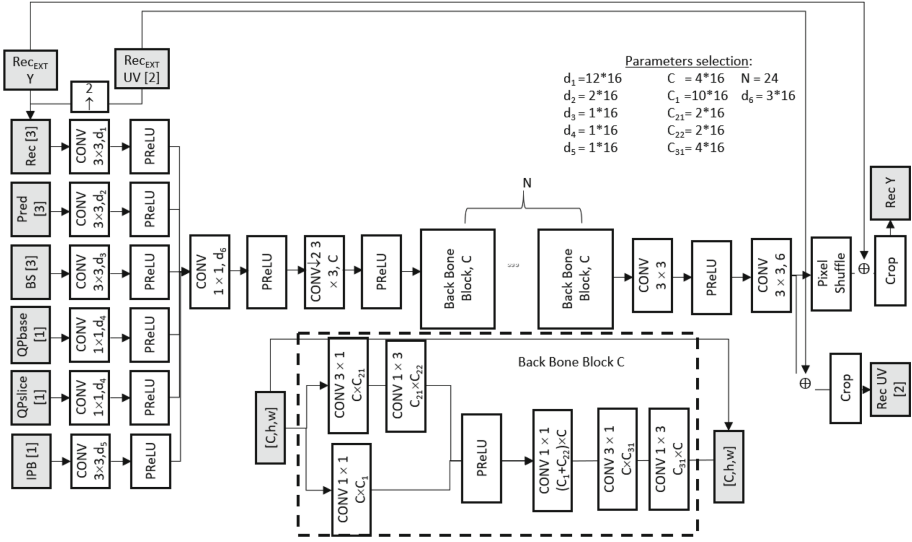 Rec_EXT
Y
Rec_EXT
UV [2]
2
↑
Parameters selection:
d₁ = 12*16 C = 4*16 N = 24
d₂ = 2*16 C₁ = 10*16 d₆ = 3*16
d₃ = 1*16 C₂₁ = 2*16
d₄ = 1*16 C₂₂ = 2*16
d₅ = 1*16 C₃₁ = 4*16
Rec [3]
CONV
3×3,d₁
PReLU
Pred
[3]
CONV
3×3,d₂
PReLU
BS [3]
CONV
3×3,d₃
PReLU
QPbase
[1]
CONV
1×1,d₄
PReLU
QPslice
[1]
CONV
1×1,d₄
PReLU
IPB [1]
CONV
3×3,d₅
PReLU
CONV
1 × 1, d₆
PReLU
CONV↓2 3
× 3, C
PReLU
N
Back Bone
Block, C
Back Bone
Block, C
CONV
3 × 3
PReLU
CONV
3 × 3, 6
Pixel
Shuffle
⊕
Crop
Rec Y
⊕
Crop
Rec UV
[2]
Back Bone Block C
[C,h,w]
CONV 3 × 1
C×C₂₁
CONV 1 × 3
C₂₁×C₂₂
CONV 1 × 1
C×C₁
PReLU
CONV 1 × 1
(C₁+C₂₂)×C
CONV 3 × 1
C×C₃₁
CONV 1 × 3
C₃₁×C
[C,h,w]